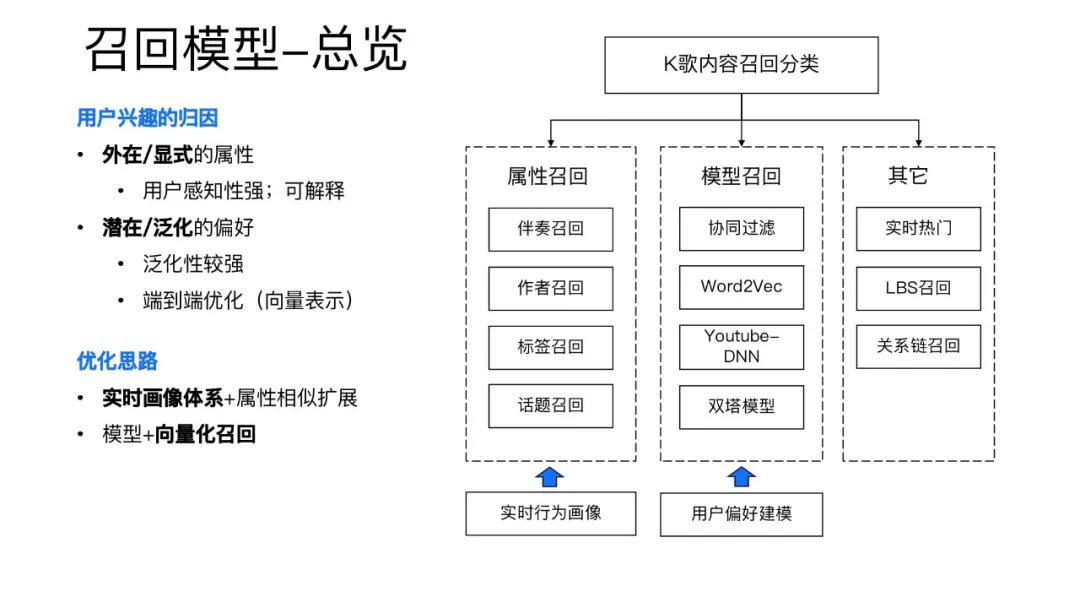 召回模型-总览
用户兴趣的归因
• 外在/显式的属性
• 用户感知性强；可解释
• 潜在/泛化的偏好
• 泛化性较强
• 端到端优化（向量表示）
优化思路
• 实时画像体系+属性相似扩展
• 模型+向量化召回
K歌内容召回分类
属性召回
伴奏召回
作者召回
标签召回
话题召回
实时行为画像
模型召回
协同过滤
Word2Vec
Youtube-
DNN
双塔模型
用户偏好建模
其它
实时热门
LBS召回
关系链召回